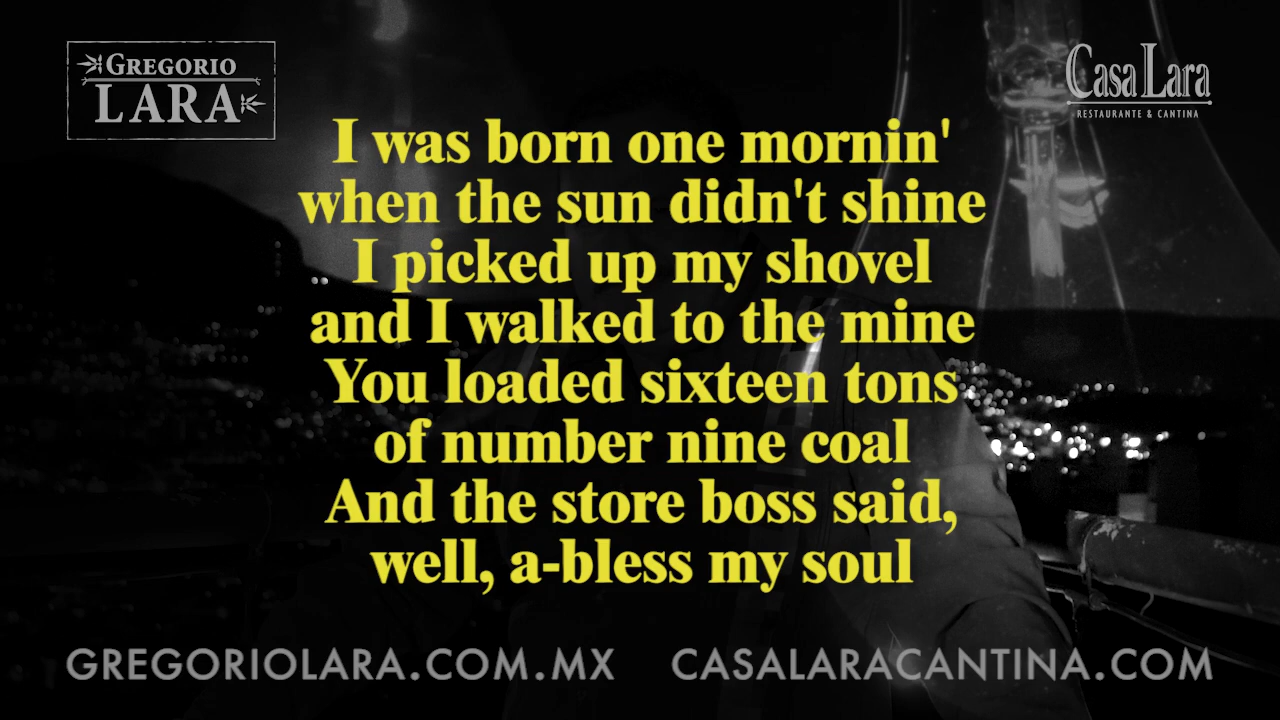 GREGORIO
LARA
Casa Lara
RESTAURANTE & CANTINA
I was born one mornin'
when the sun didn't shine
I picked up my shovel
and I walked to the mine
You loaded sixteen tons
of number nine coal
And the store boss said,
well, a-bless my soul
GREGORIOLARA.COM.MX
CASALARACANTINA.COM